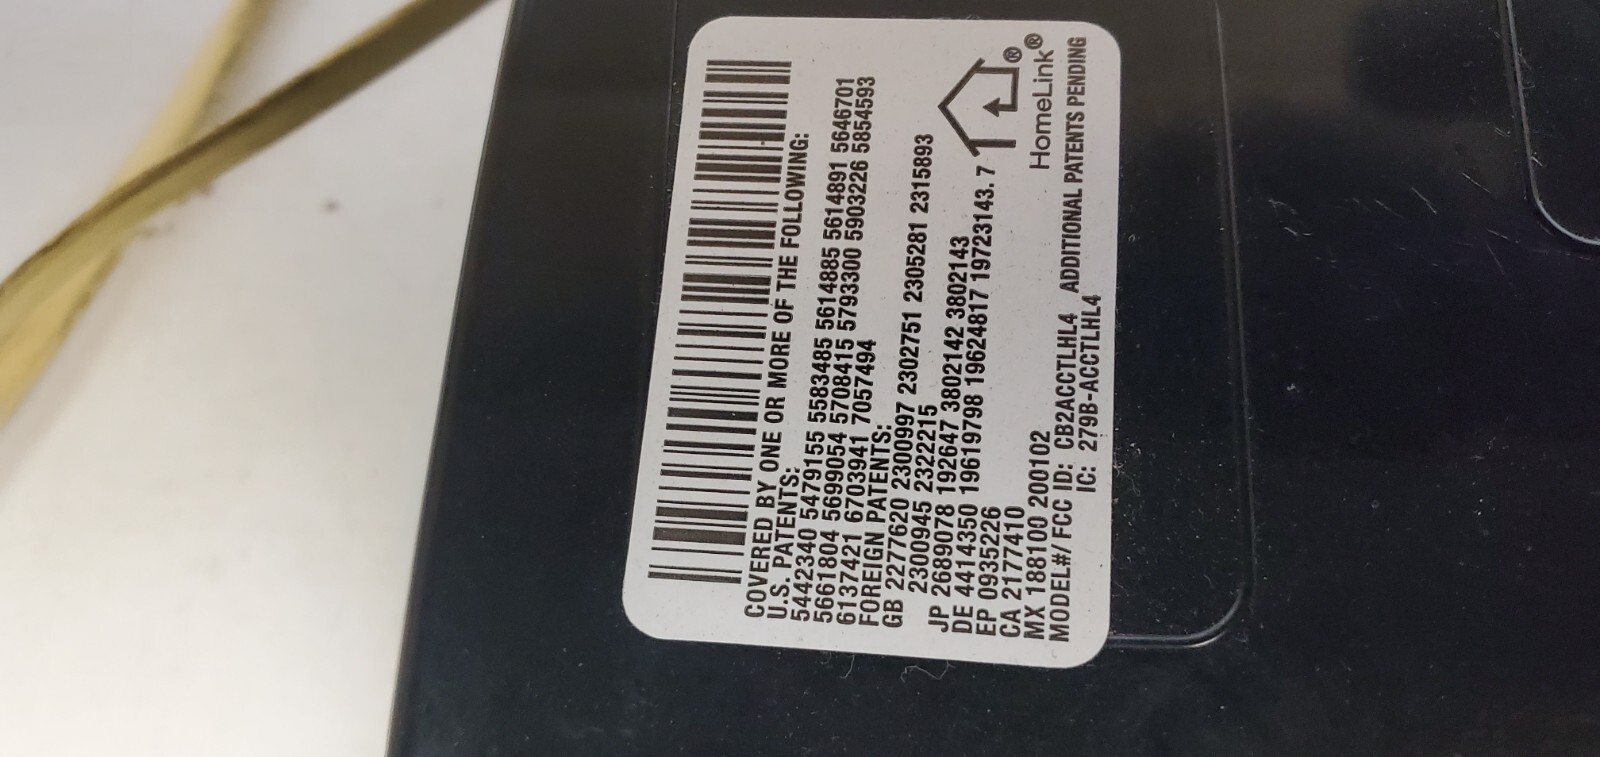 COVERED BY ONE OR MORE OF THE FOLLOWING:
U.S. PATENTS:
5442340 5479155 5583485 5614885 5614891 5646701
5661804 5699054 5708415 5793300 5903226 5854593
6137421 6703941 7057494
FOREIGN PATENTS:
GB 2277620 2300997 2302751 2305281 2315893
2300945 2322215
JP 2689078 192647 3802142 3802143
DE 4414350 19619798 19624817 19723143.7
EP 0935226
CA 2177410
MX 188100 200102
HomeLink®
MODEL#/ FCC ID: CB2ACCTLHL4 ADDITIONAL PATENTS PENDING
IC: 279B-ACCTLHL4